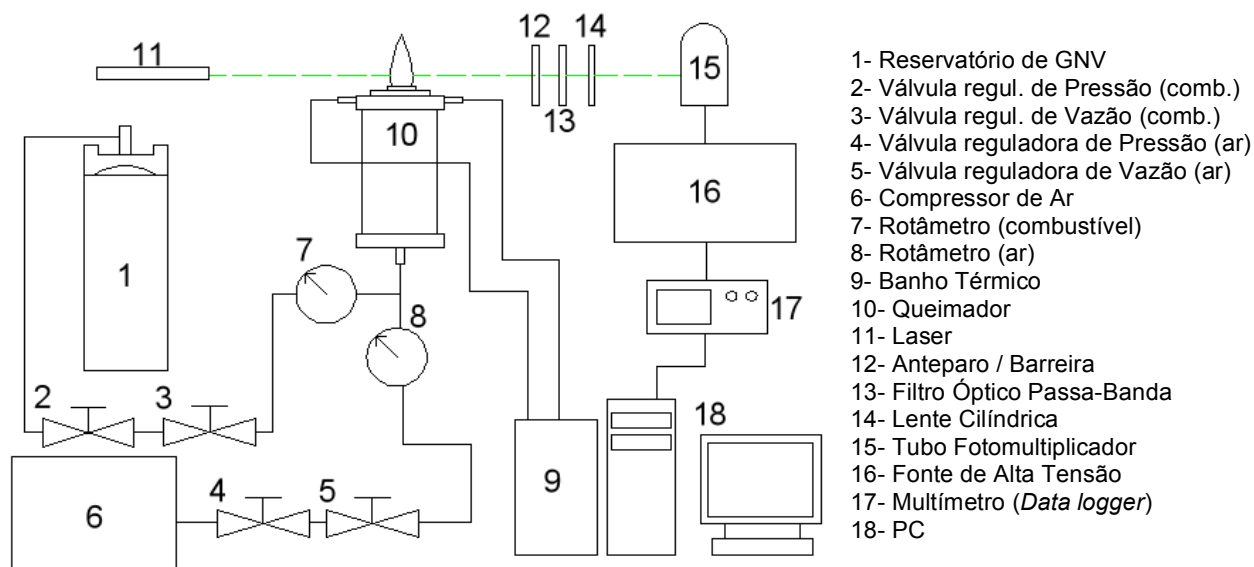 12
14
11
13
15
10
16
7
1
8
17
2
3
18
9
4
5
6
1- Reservatório de GNV
2- Válvula regul. de Pressão (comb.)
3- Válvula regul. de Vazão (comb.)
4- Válvula reguladora de Pressão (ar)
5- Válvula reguladora de Vazão (ar)
6- Compressor de Ar
7- Rotâmetro (combustível)
8- Rotâmetro (ar)
9- Banho Térmico
10- Queimador
11- Laser
12- Anteparo / Barreira
13- Filtro Óptico Passa-Banda
14- Lente Cilíndrica
15- Tubo Fotomultiplicador
16- Fonte de Alta Tensão
17- Multímetro (Data logger)
18- PC